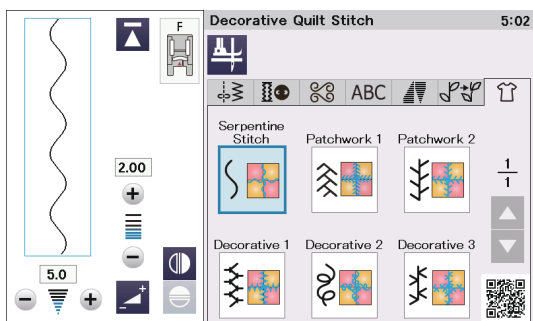 F
Decorative Quilt Stitch 5:02
ABC
Serpentine
Stitch
Patchwork 1
Patchwork 2
2.00
1
1
5.0
Decorative 1
Decorative 2
Decorative 3